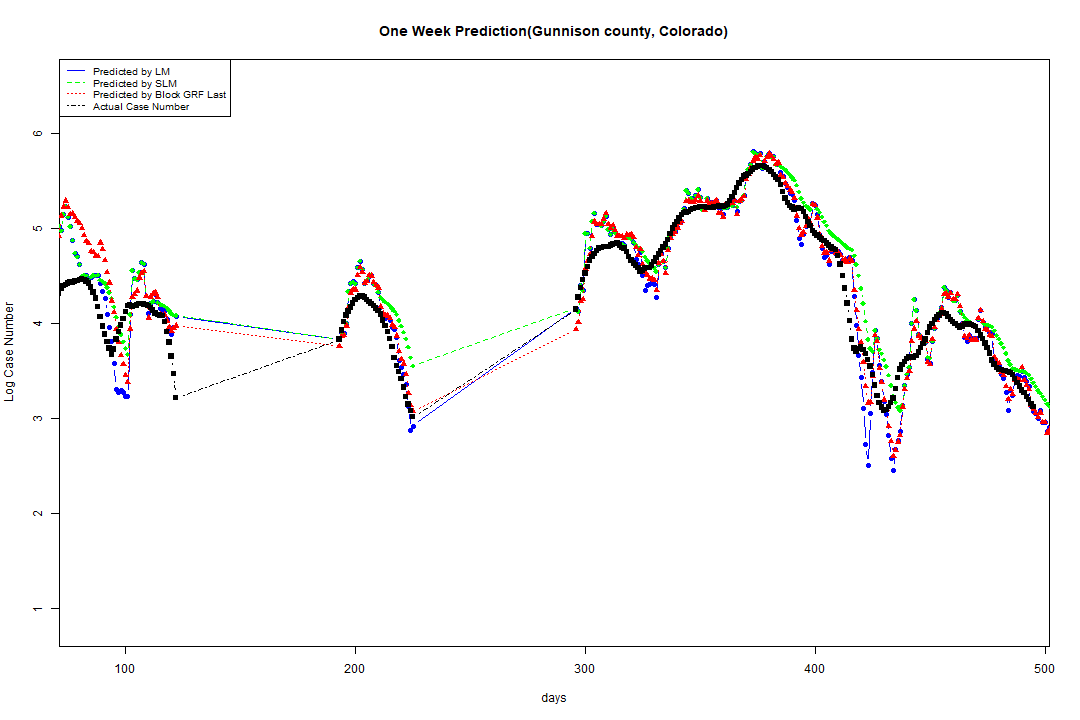 One Week Prediction(Gunnison county, Colorado)
Predicted by LM
Predicted by SLM
Predicted by Block GRF Last
Actual Case Number
6
5
4
3
2
1
Log Case Number
100 200 300 400 500
days